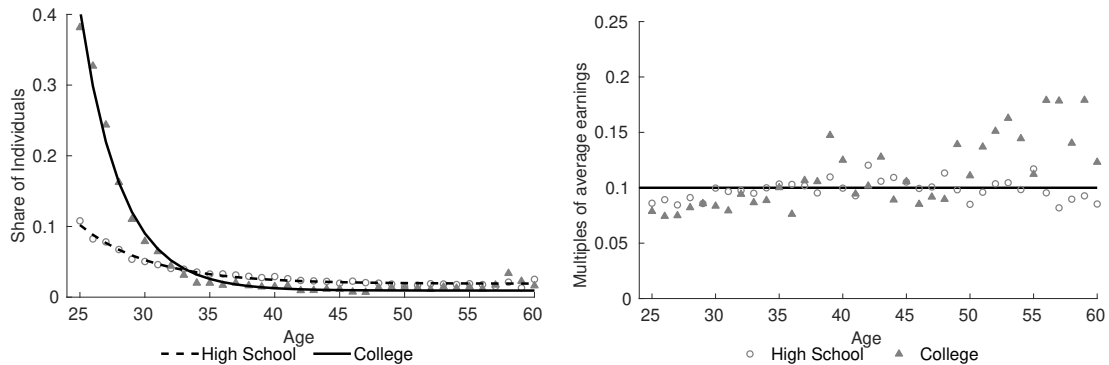 Share of Individuals
0.4
0.3
0.2
0.1
0
25 30 35 40 45 50 55 60
Age
High School College
Multiples of average earnings
0.25
0.2
0.15
0.1
0.05
0
25 30 35 40 45 50 55 60
Age
High School College